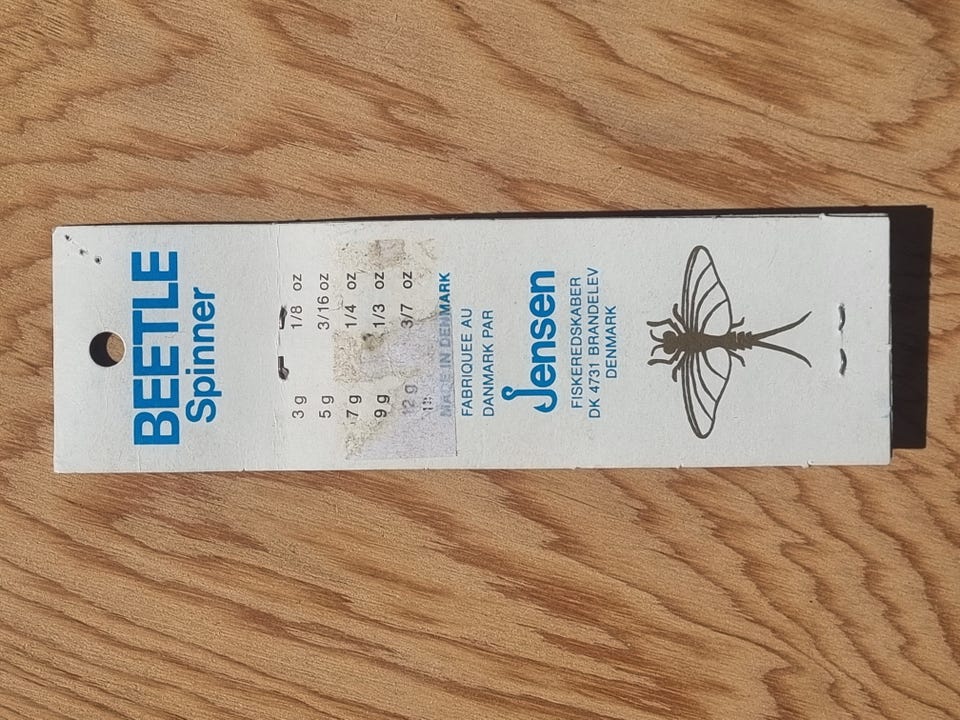 BEETLE
Spinner
3 g 1/8 oz
5 g 3/16 oz
7 g 1/4 oz
9 g 1/3 oz
12 g 3/7 oz
MADE IN DENMARK
FABRIQUEE AU
DANMARK PAR
Jensen
FISKEREDSKABER
DK 4731 BRANDELEV
DENMARK